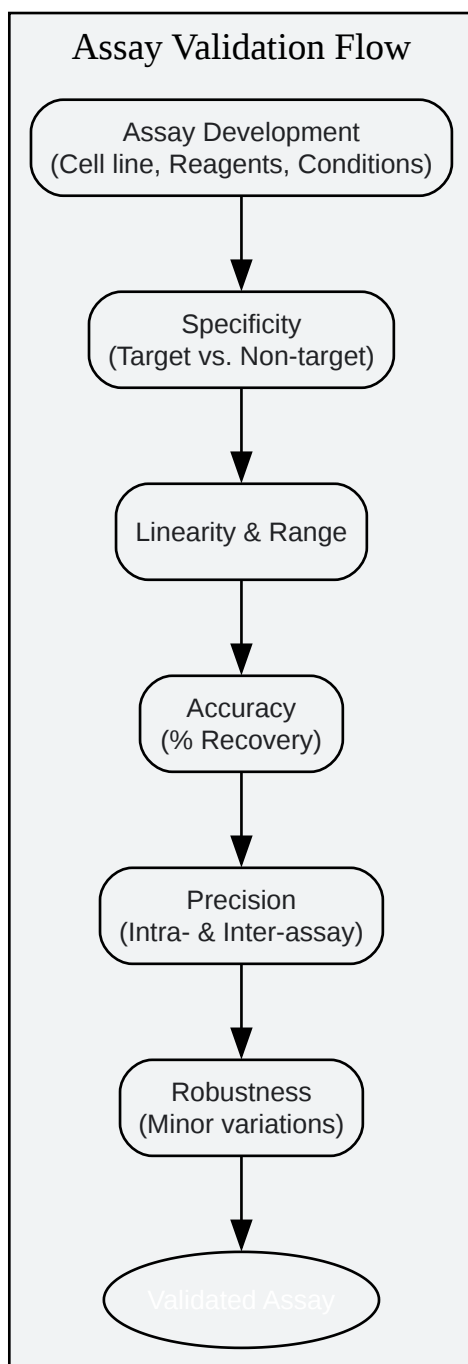 Assay Validation Flow
Assay Development
(Cell line, Reagents, Conditions)
Specificity
(Target vs. Non-target)
Linearity & Range
Accuracy
(% Recovery)
Precision
(Intra- & Inter-assay)
Robustness
(Minor variations)
Validated Assay